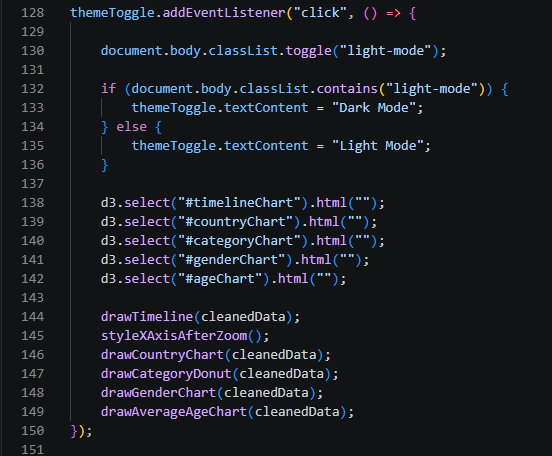 128 themeToggle.addEventListener("click", () => {
129
130     document.body.classList.toggle("light-mode");
131
132     if (document.body.classList.contains("light-mode")) {
133         themeToggle.textContent = "Dark Mode";
134     } else {
135         themeToggle.textContent = "Light Mode";
136     }
137
138     d3.select("#timelineChart").html("");
139     d3.select("#countryChart").html("");
140     d3.select("#categoryChart").html("");
141     d3.select("#genderChart").html("");
142     d3.select("#ageChart").html("");
143
144     drawTimeline(cleanedData);
145     styleXAxisAfterZoom();
146     drawCountryChart(cleanedData);
147     drawCategoryDonut(cleanedData);
148     drawGenderChart(cleanedData);
149     drawAverageAgeChart(cleanedData);
150 });
151